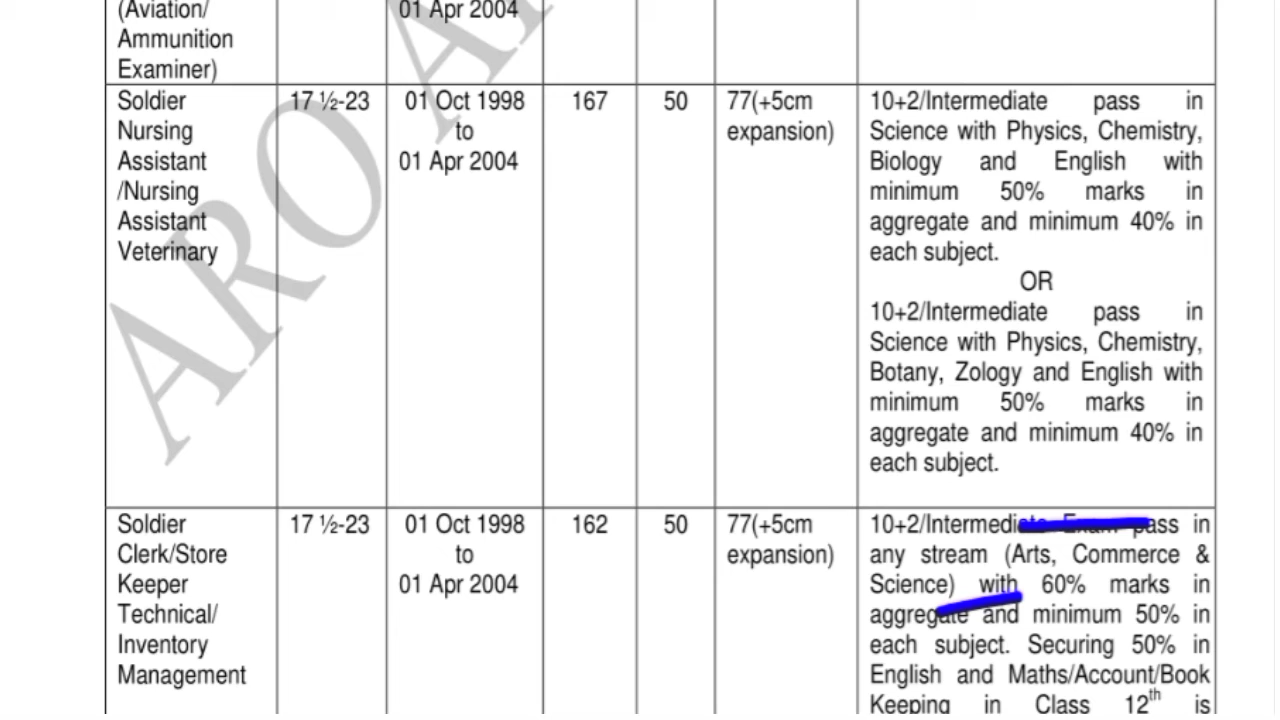 (Aviation/
Ammunition
Examiner)
01 Apr 2004
Soldier
Nursing
Assistant
/Nursing
Assistant
Veterinary
17 ½-23
01 Oct 1998
to
01 Apr 2004
167
50
77(+5cm
expansion)
10+2/Intermediate pass in
Science with Physics, Chemistry,
Biology and English with
minimum 50% marks in
aggregate and minimum 40% in
each subject.
OR
10+2/Intermediate pass in
Science with Physics, Chemistry,
Botany, Zology and English with
minimum 50% marks in
aggregate and minimum 40% in
each subject.
Soldier
Clerk/Store
Keeper
Technical/
Inventory
Management
17 ½-23
01 Oct 1998
to
01 Apr 2004
162
50
77(+5cm
expansion)
10+2/Intermediate Exam pass in
any stream (Arts, Commerce &
Science) with 60% marks in
aggregate and minimum 50% in
each subject. Securing 50% in
English and Maths/Account/Book
Keeping in Class 12th is
ARO A